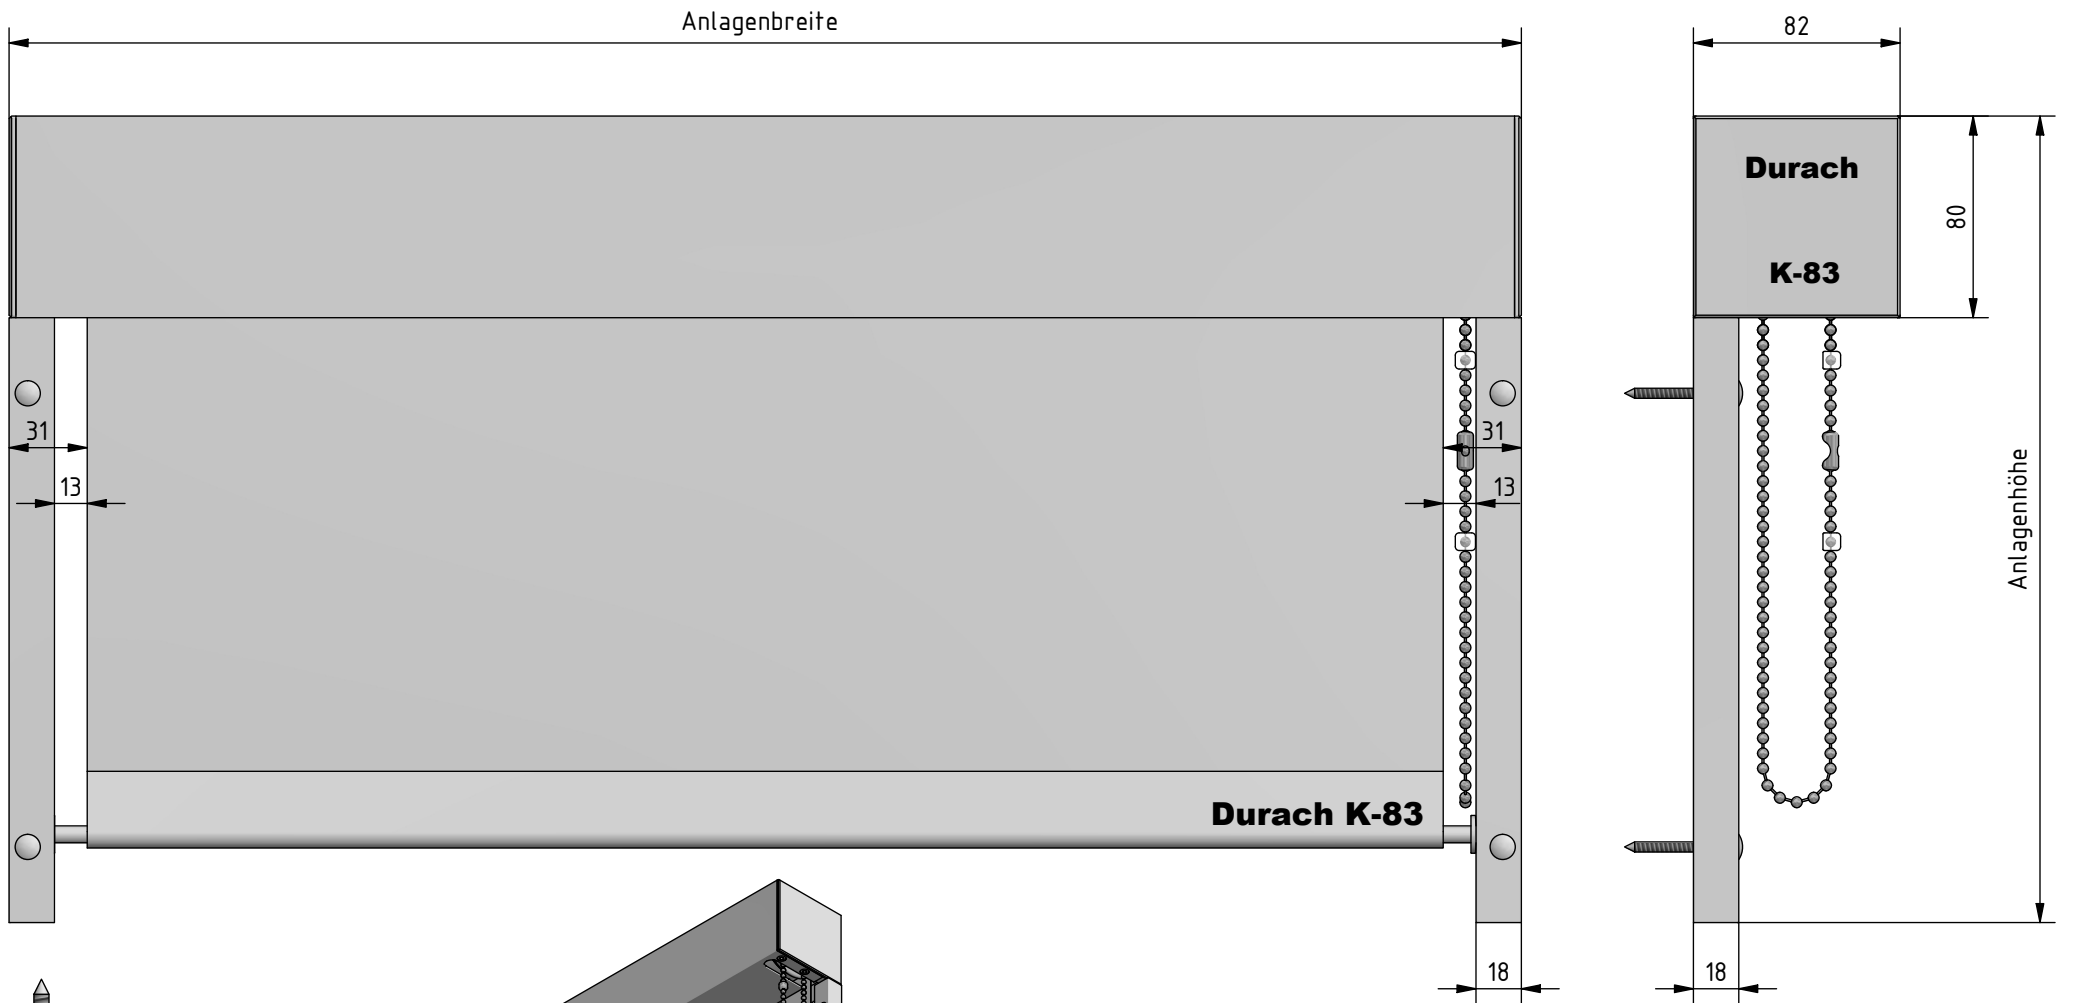 Anlagenbreite
82
Durach
K-83
80
31
31
13
13
Anlagenhöhe
Durach K-83
18
18